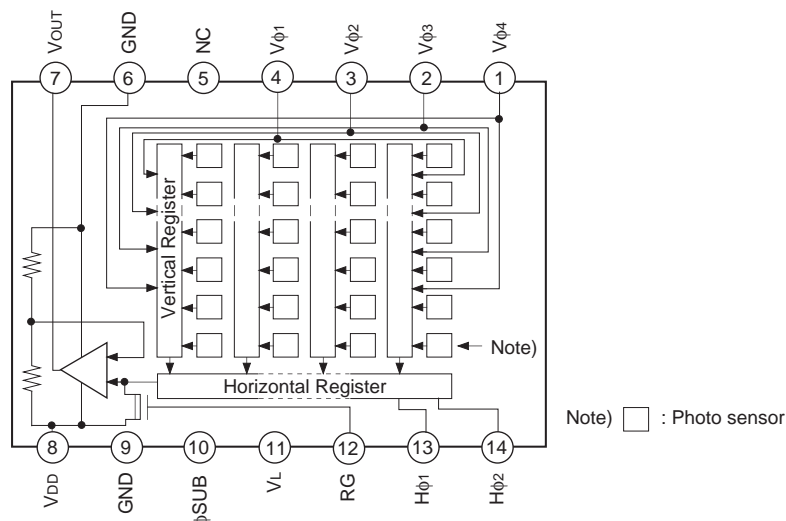 VOUT
GND
NC
Vφ1
Vφ2
Vφ3
Vφ4
7
6
5
4
3
2
1
Vertical Register
Note)
Horizontal Register
Note) : Photo sensor
8
9
10
11
12
13
14
VDD
GND
φSUB
VL
RG
Hφ1
Hφ2